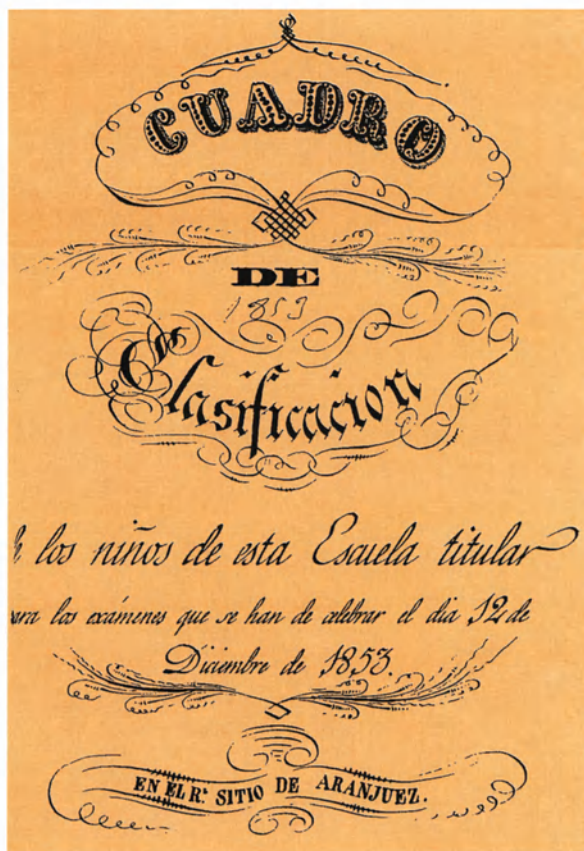 CUADRO
DE
1853
Clasificacion
los niños de esta Escuela titular
para los exámenes que se han de celebrar el dia 12 de
Diciembre de 1853.
EN EL R.ˡ SITIO DE ARANJUEZ.